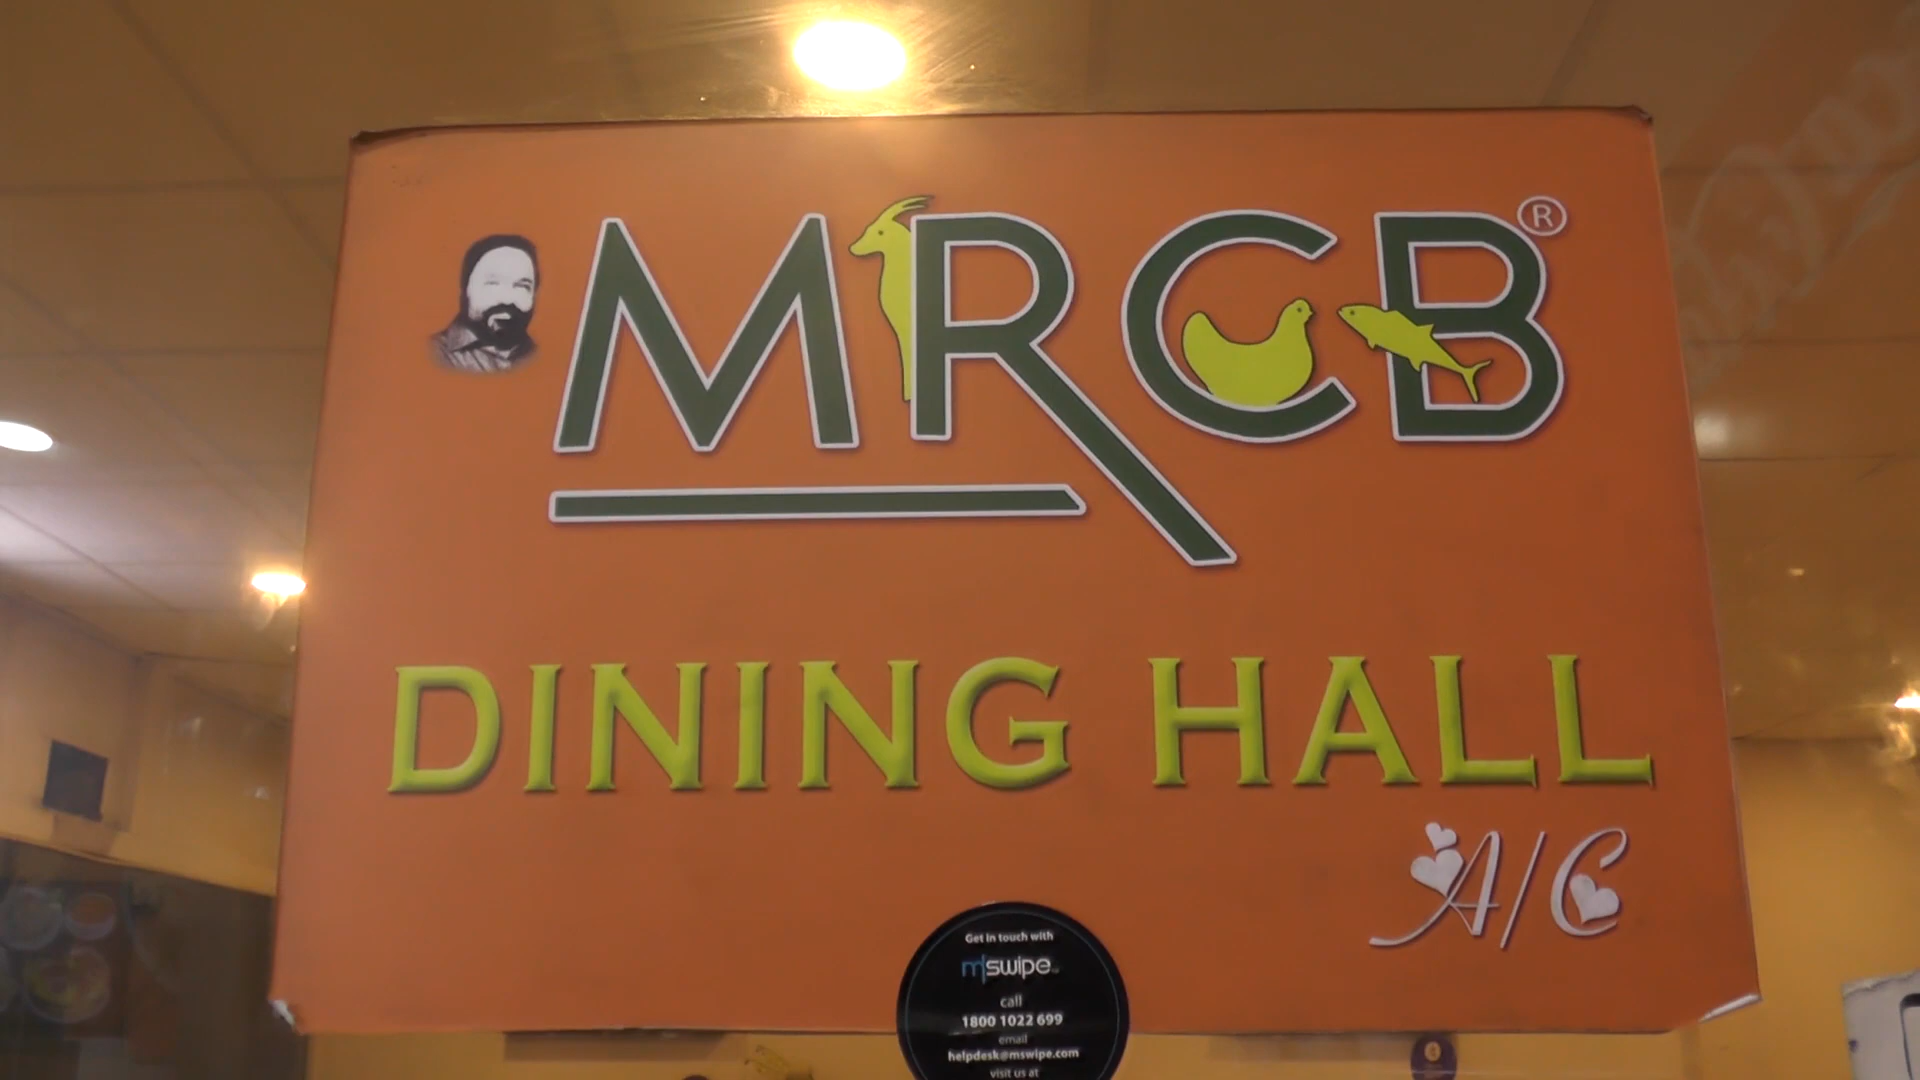 MRCB®
DINING HALL
A/C
Get in touch with
mswipe
call
1800 1022 699
email
helpdesk@mswipe.com
visit us at